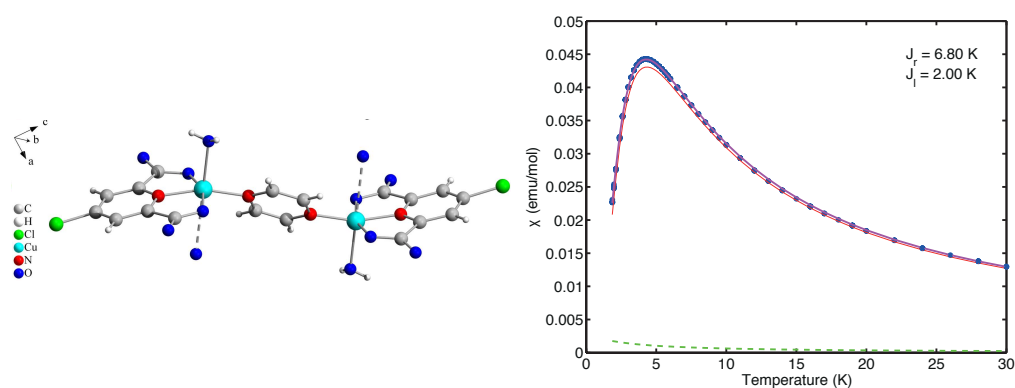 c
b
a
C
H
Cl
Cu
N
O
0.05
0.045
0.04
0.035
0.03
0.025
0.02
0.015
0.01
0.005
0
χ (emu/mol)
J_r = 6.80 K
J_l = 2.00 K
0 5 10 15 20 25 30
Temperature (K)